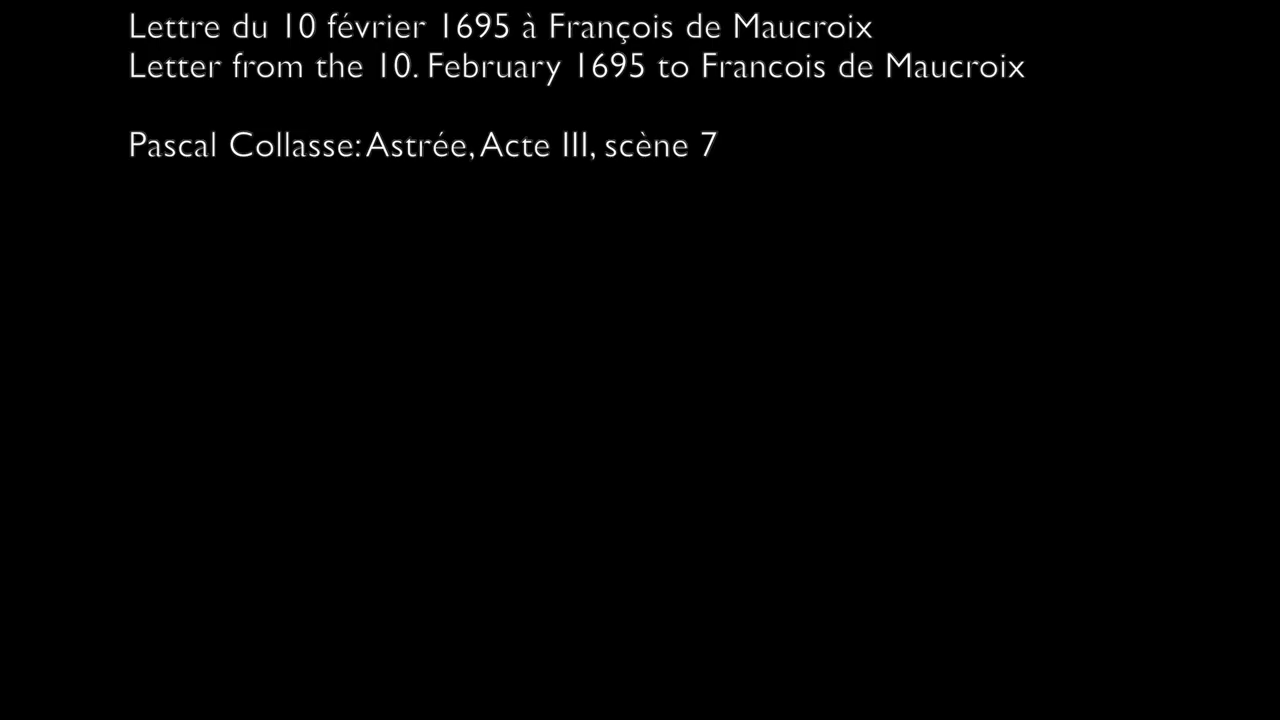 Lettre du 10 février 1695 à François de Maucroix
Letter from the 10. February 1695 to Francois de Maucroix
Pascal Collasse: Astrée, Acte III, scène 7